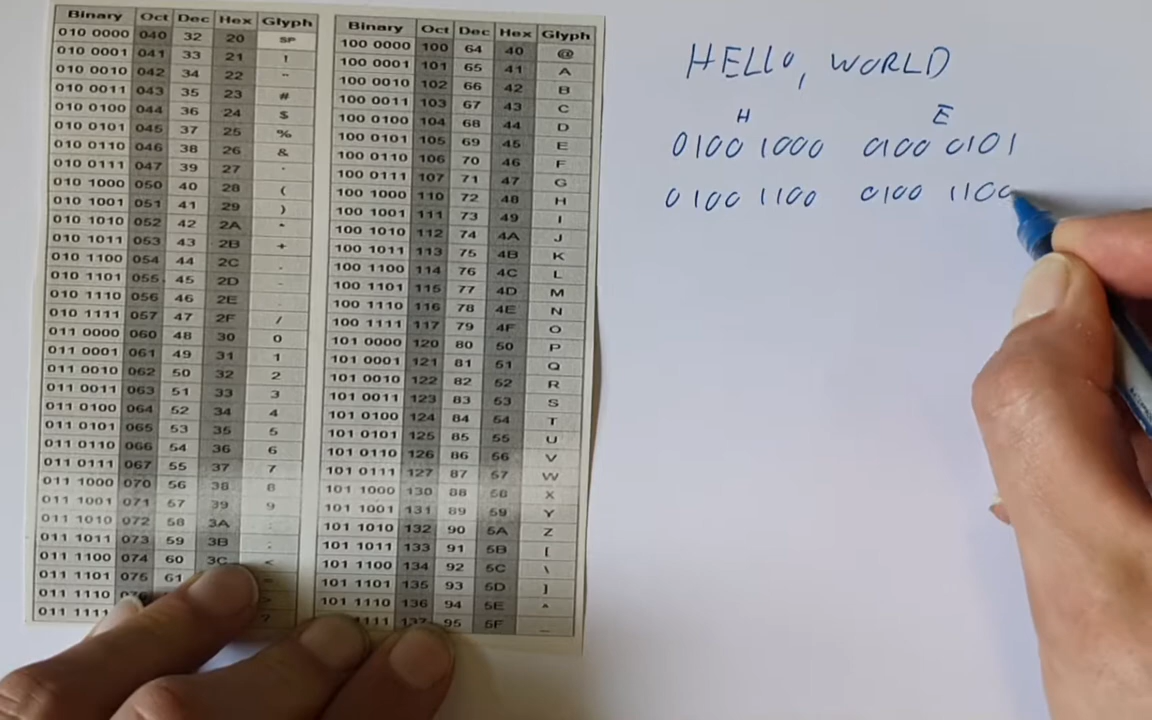 Binary Oct Dec Hex Glyph
010 0000 040 32 20 SP
010 0001 041 33 21 !
010 0010 042 34 22 "
010 0011 043 35 23 #
010 0100 044 36 24 $
010 0101 045 37 25 %
010 0110 046 38 26 &
010 0111 047 39 27 '
010 1000 050 40 28 (
010 1001 051 41 29 )
010 1010 052 42 2A *
010 1011 053 43 2B +
010 1100 054 44 2C ,
010 1101 055 45 2D -
010 1110 056 46 2E .
010 1111 057 47 2F /
011 0000 060 48 30 0
011 0001 061 49 31 1
011 0010 062 50 32 2
011 0011 063 51 33 3
011 0100 064 52 34 4
011 0101 065 53 35 5
011 0110 066 54 36 6
011 0111 067 55 37 7
011 1000 070 56 38 8
011 1001 071 57 39 9
011 1010 072 58 3A :
011 1011 073 59 3B ;
011 1100 074 60 3C <
011 1101 075 61 =
011 1110 >
011 1111 ?
Binary Oct Dec Hex Glyph
100 0000 100 64 40 @
100 0001 101 65 41 A
100 0010 102 66 42 B
100 0011 103 67 43 C
100 0100 104 68 44 D
100 0101 105 69 45 E
100 0110 106 70 46 F
100 0111 107 71 47 G
100 1000 110 72 48 H
100 1001 111 73 49 I
100 1010 112 74 4A J
100 1011 113 75 4B K
100 1100 114 76 4C L
100 1101 115 77 4D M
100 1110 116 78 4E N
100 1111 117 79 4F O
101 0000 120 80 50 P
101 0001 121 81 51 Q
101 0010 122 82 52 R
101 0011 123 83 53 S
101 0100 124 84 54 T
101 0101 125 85 55 U
101 0110 126 86 56 V
101 0111 127 87 57 W
101 1000 130 88 58 X
101 1001 131 89 59 Y
101 1010 132 90 5A Z
101 1011 133 91 5B [
101 1100 134 92 5C \
101 1101 135 93 5D ]
101 1110 136 94 5E ^
1111 137 95 5F _
HELLO, WORLD
H E
0100 1000 0100 0101
0100 1100 0100 1100